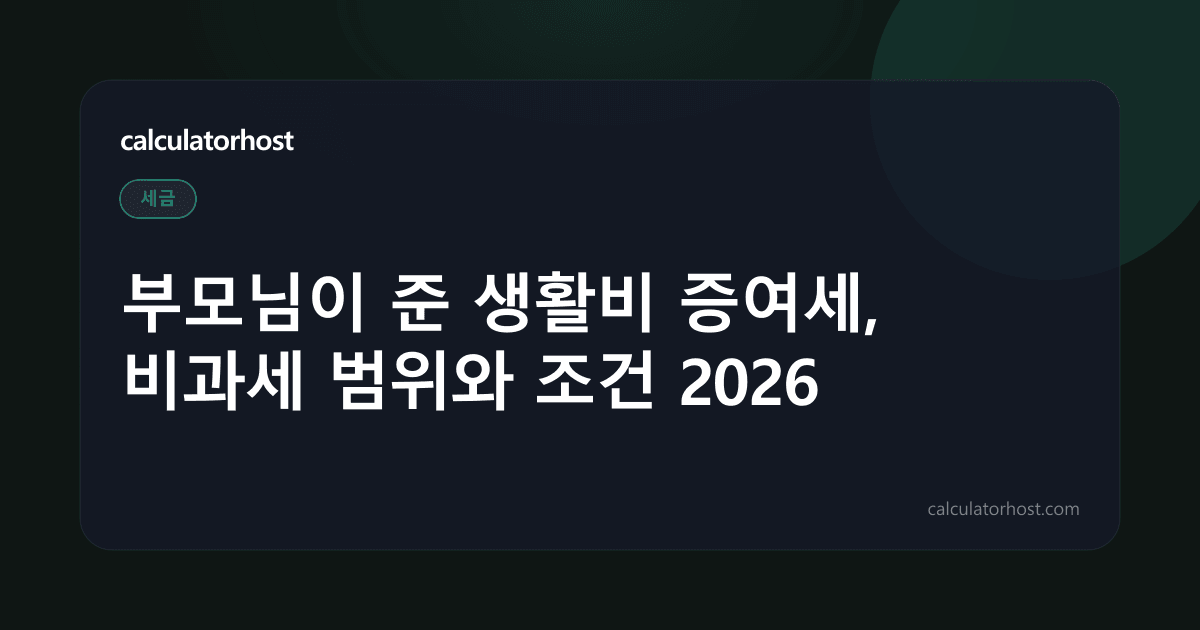 calculatorhost
세금
부모님이 준 생활비 증여세,
비과세 범위와 조건 2026
calculatorhost.com